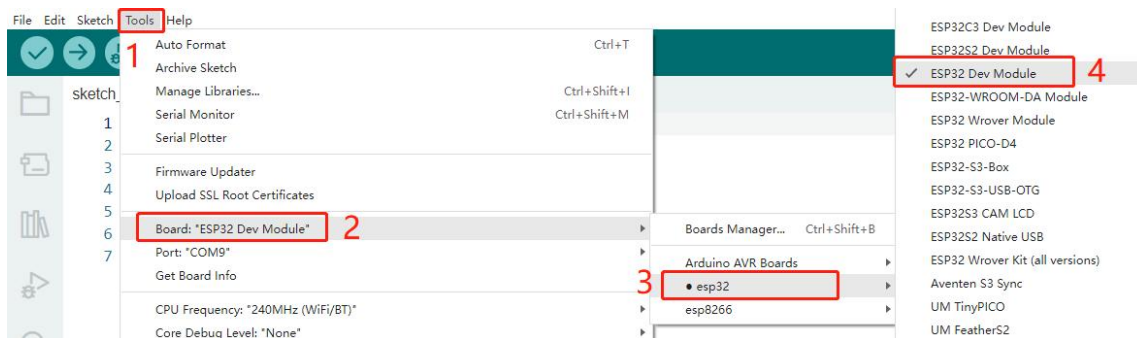 File Edit Sketch Tools Help
1
Auto Format Ctrl+T
Archive Sketch
Manage Libraries... Ctrl+Shift+I
Serial Monitor Ctrl+Shift+M
Serial Plotter
Firmware Updater
Upload SSL Root Certificates
Board: "ESP32 Dev Module" 2
Port: "COM9"
Get Board Info
CPU Frequency: "240MHz (WiFi/BT)"
Core Debug Level: "None"
sketch_
1
2
3
4
5
6
7
Boards Manager... Ctrl+Shift+B
Arduino AVR Boards
3 • esp32
esp8266
ESP32C3 Dev Module
ESP32S2 Dev Module
✓ ESP32 Dev Module 4
ESP32-WROOM-DA Module
ESP32 Wrover Module
ESP32 PICO-D4
ESP32-S3-Box
ESP32-S3-USB-OTG
ESP32S3 CAM LCD
ESP32S2 Native USB
ESP32 Wrover Kit (all versions)
Aventen S3 Sync
UM TinyPICO
UM FeatherS2